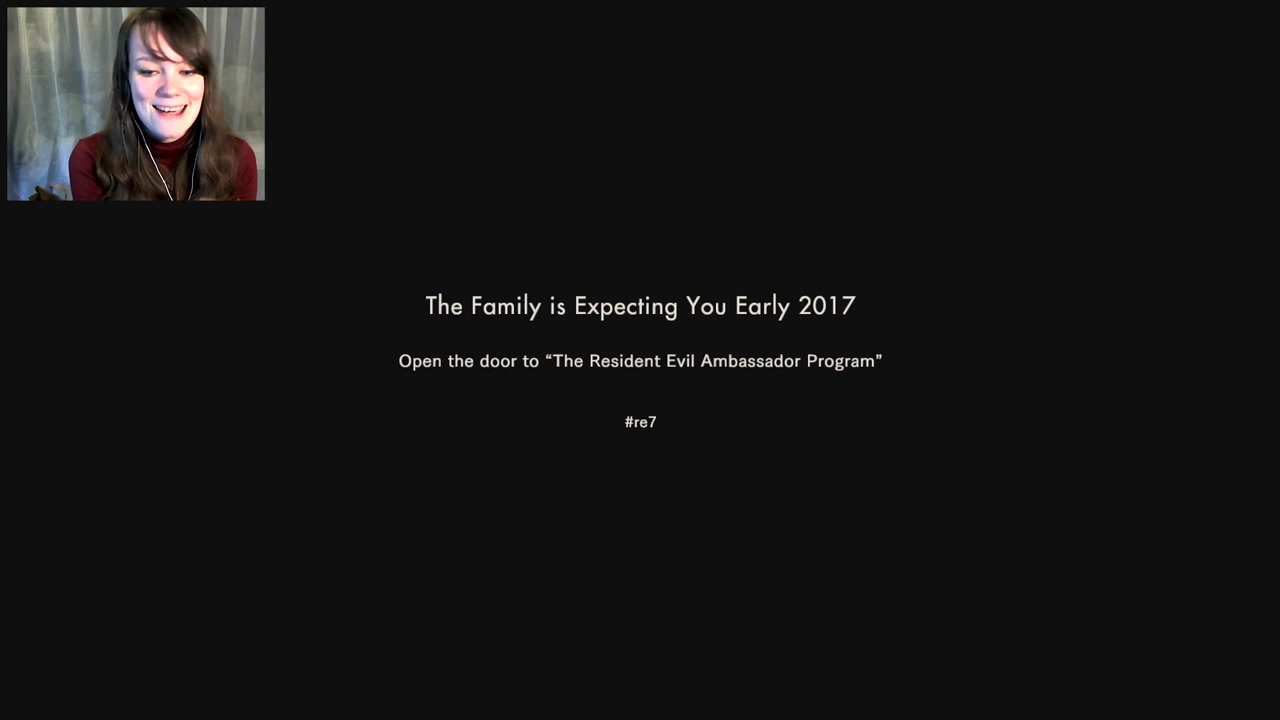 The Family is Expecting You Early 2017
Open the door to “The Resident Evil Ambassador Program”
#re7